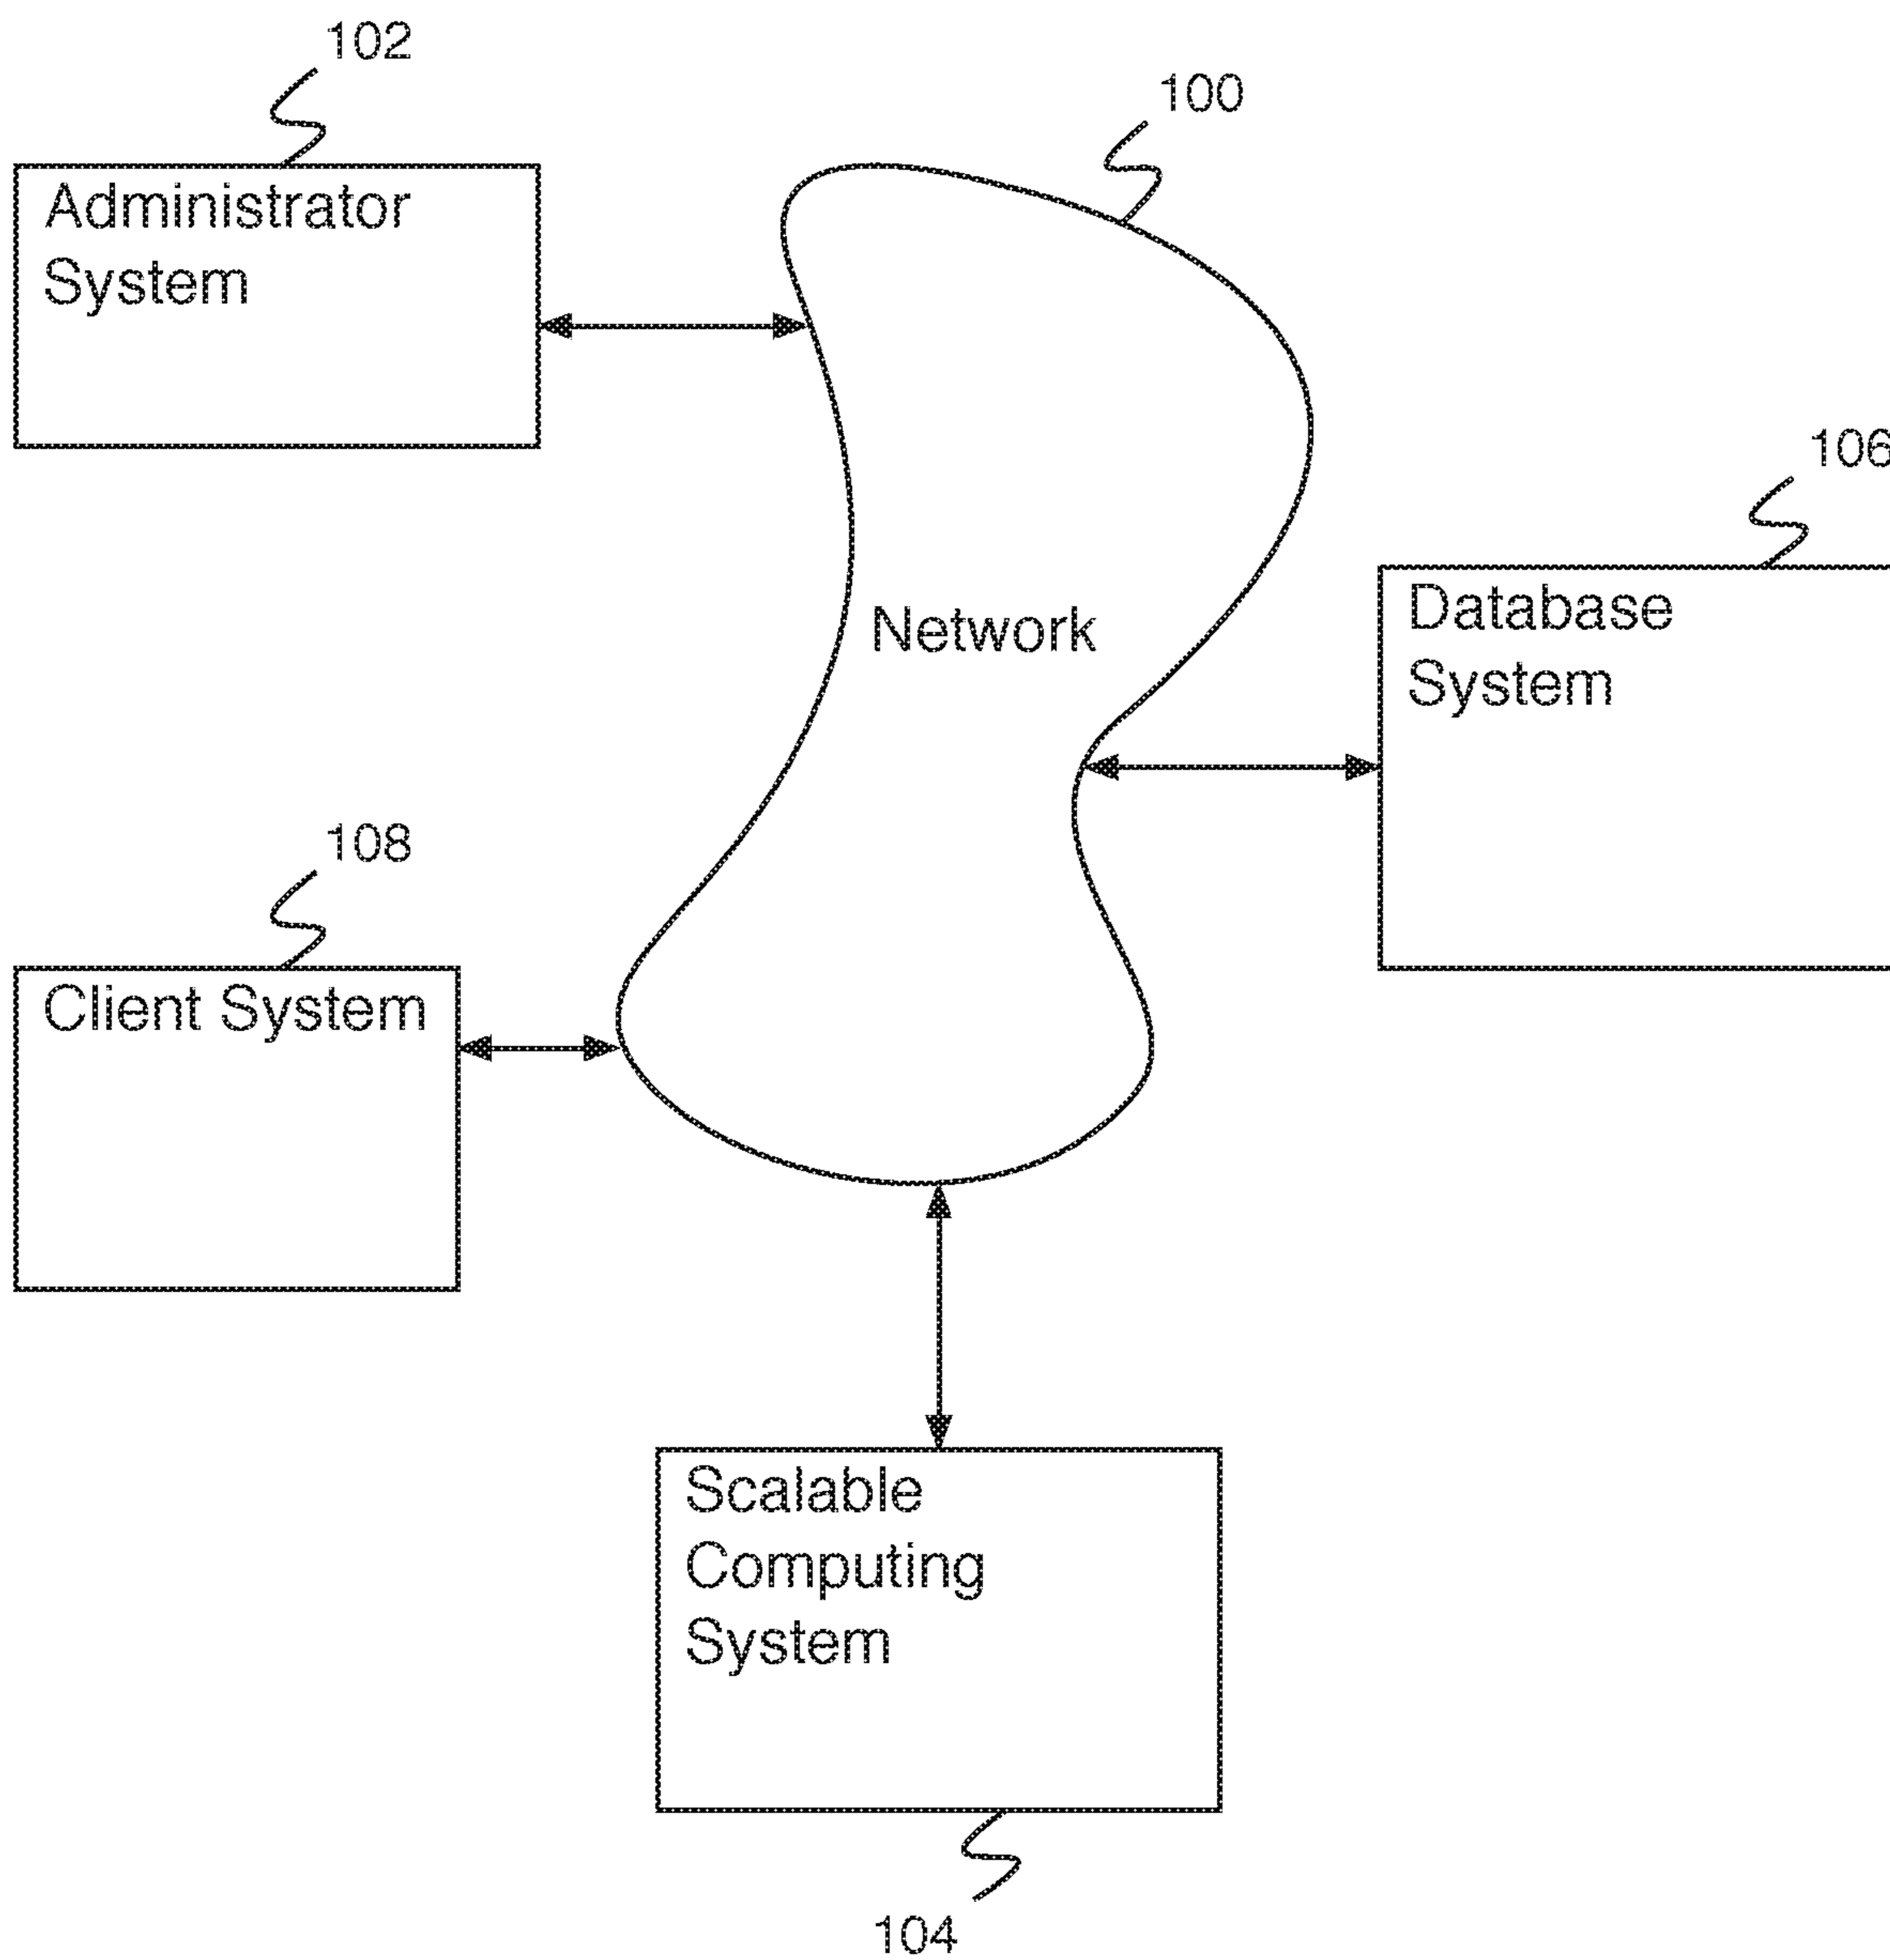 102
100
Administrator
System
106
Network
Database
System
108
Client System
Scalable
Computing
System
104